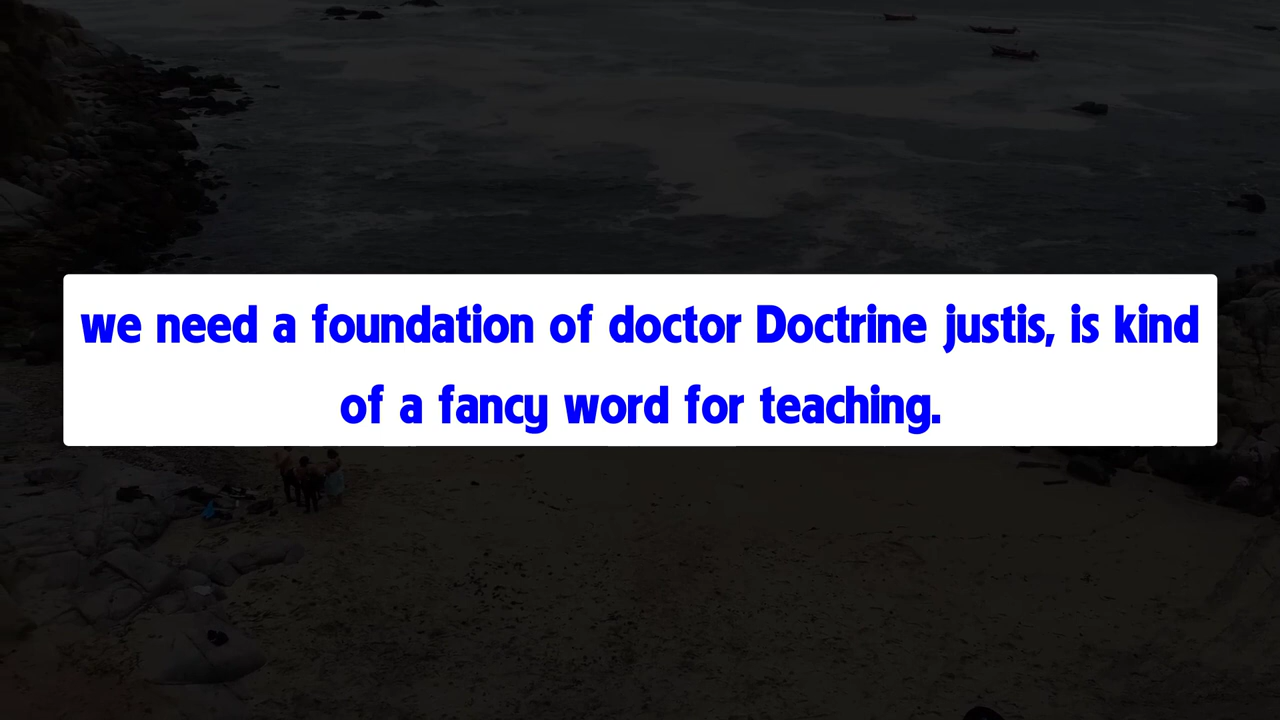 we need a foundation of doctor Doctrine justis, is kind
of a fancy word for teaching.